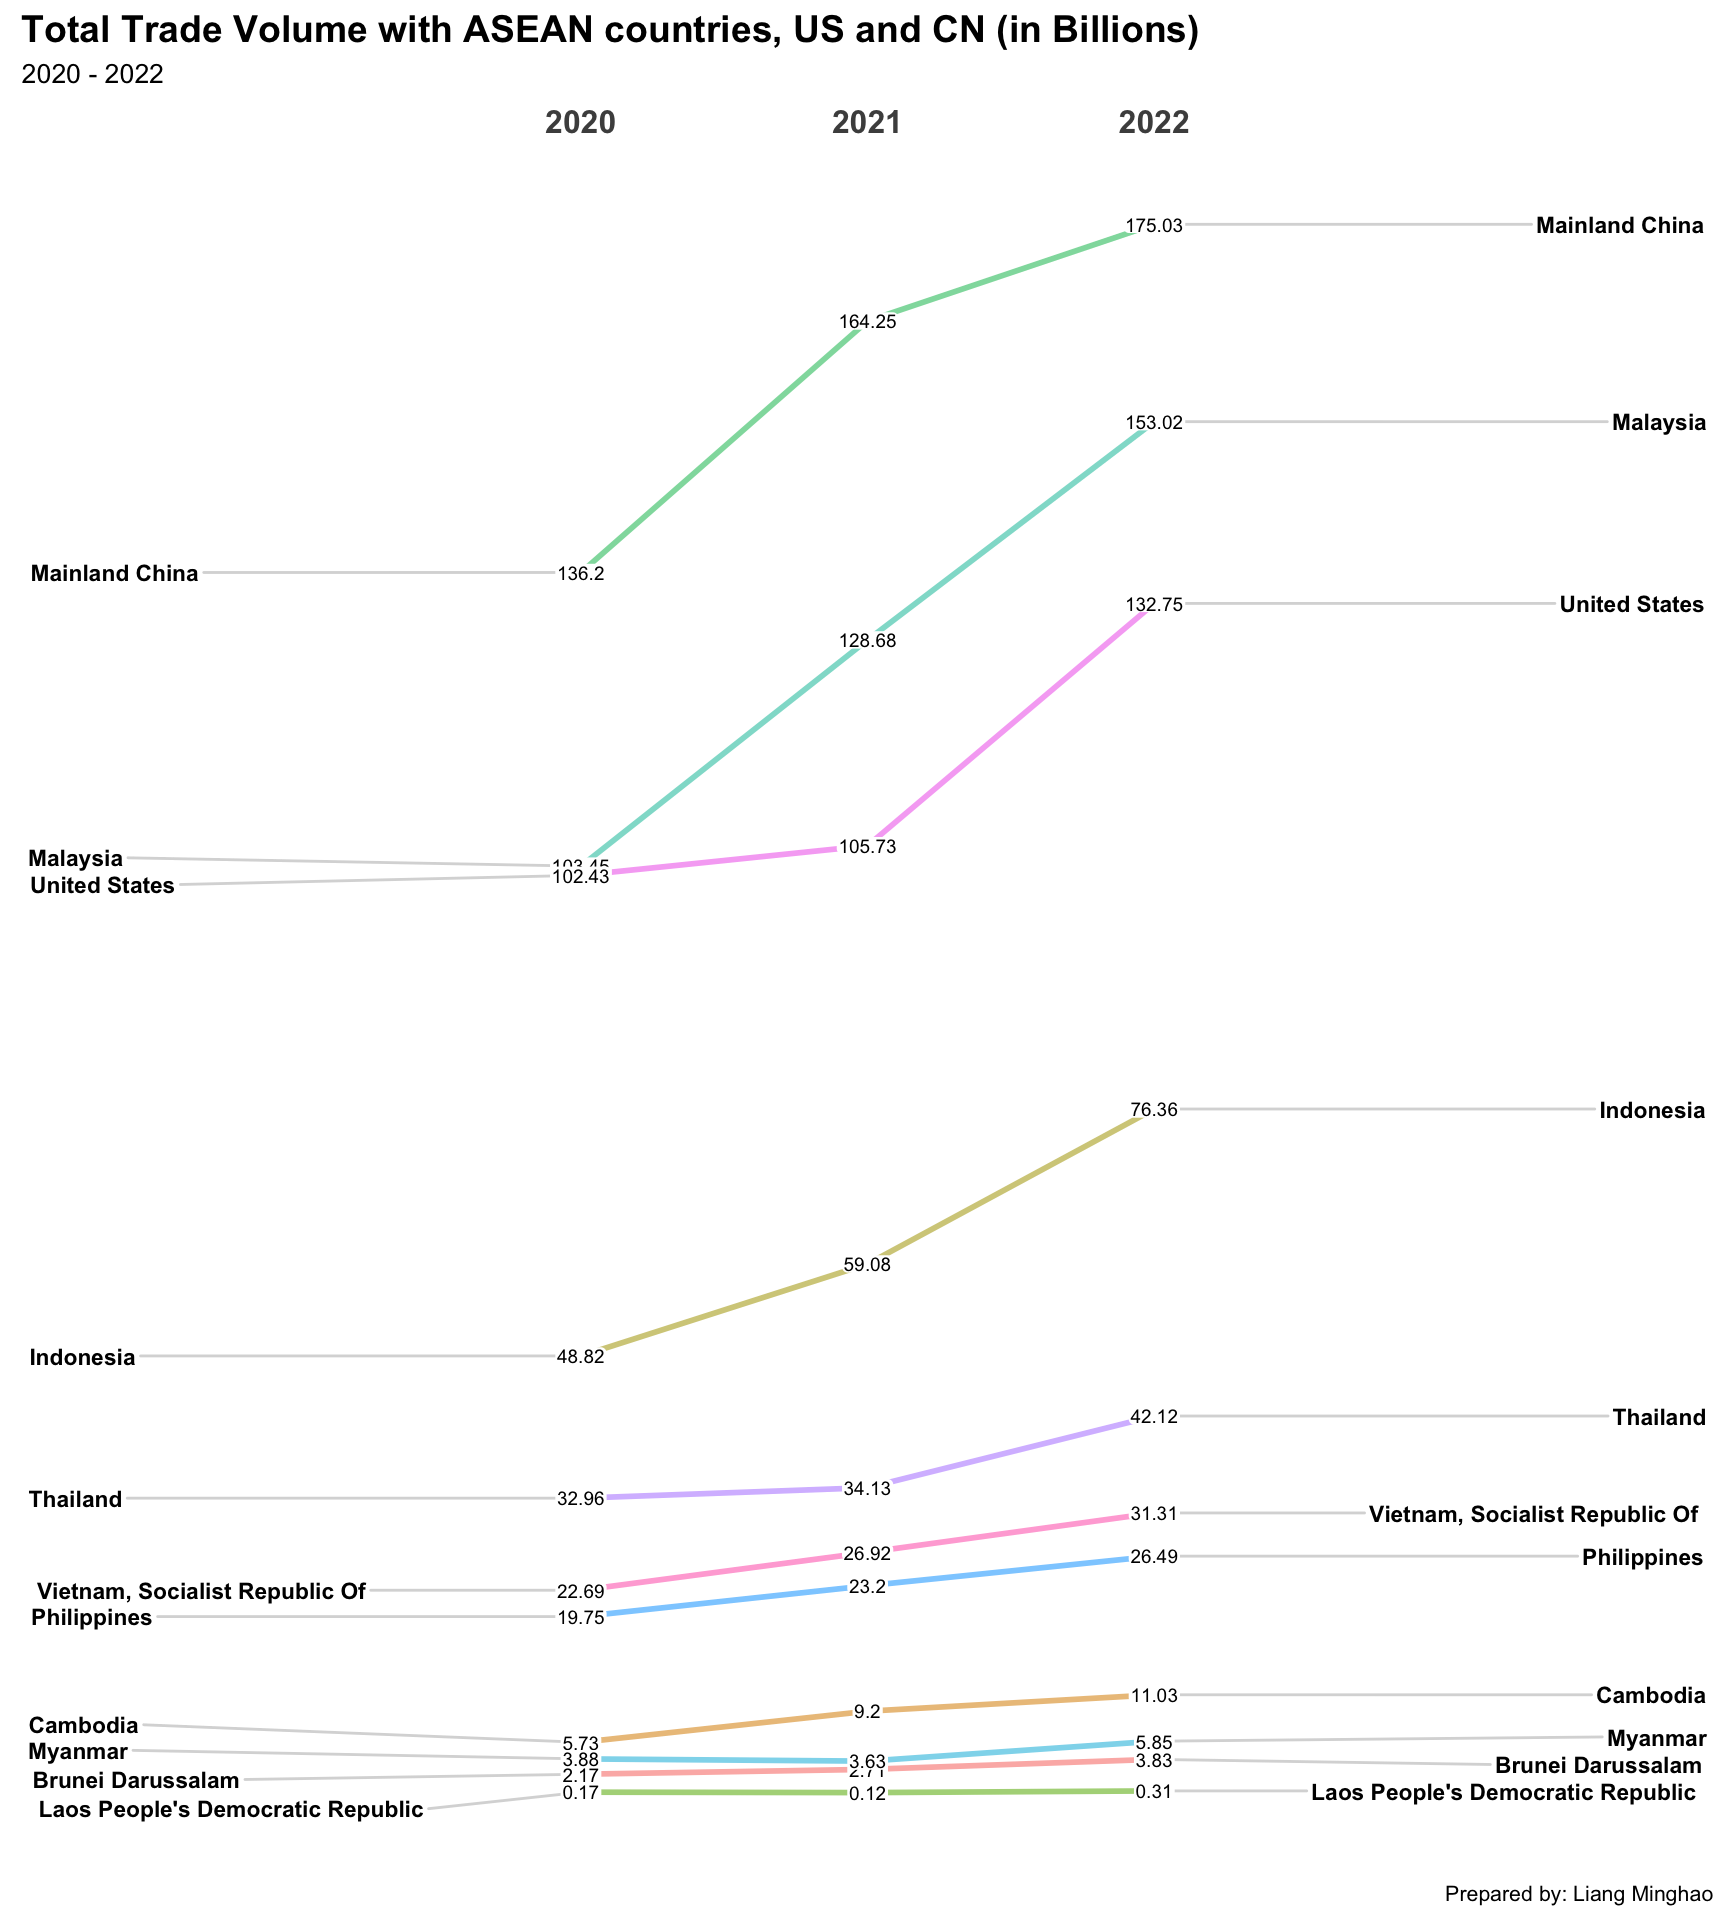 Total Trade Volume with ASEAN countries, US and CN (in Billions)
2020 - 2022
2020 2021 2022
175.03 Mainland China
164.25
153.02 Malaysia
Mainland China 136.2
132.75 United States
128.68
105.73
Malaysia 103.45
United States 102.43
76.36 Indonesia
59.08
Indonesia 48.82
42.12 Thailand
34.13
Thailand 32.96
31.31 Vietnam, Socialist Republic Of
26.92
26.49 Philippines
23.2
Vietnam, Socialist Republic Of 22.69
Philippines 19.75
11.03 Cambodia
9.2
Cambodia 5.73
5.85 Myanmar
Myanmar 3.88 3.63
3.83 Brunei Darussalam
Brunei Darussalam 2.17 2.71
0.17 0.12 0.31 Laos People's Democratic Republic
Laos People's Democratic Republic
Prepared by: Liang Minghao